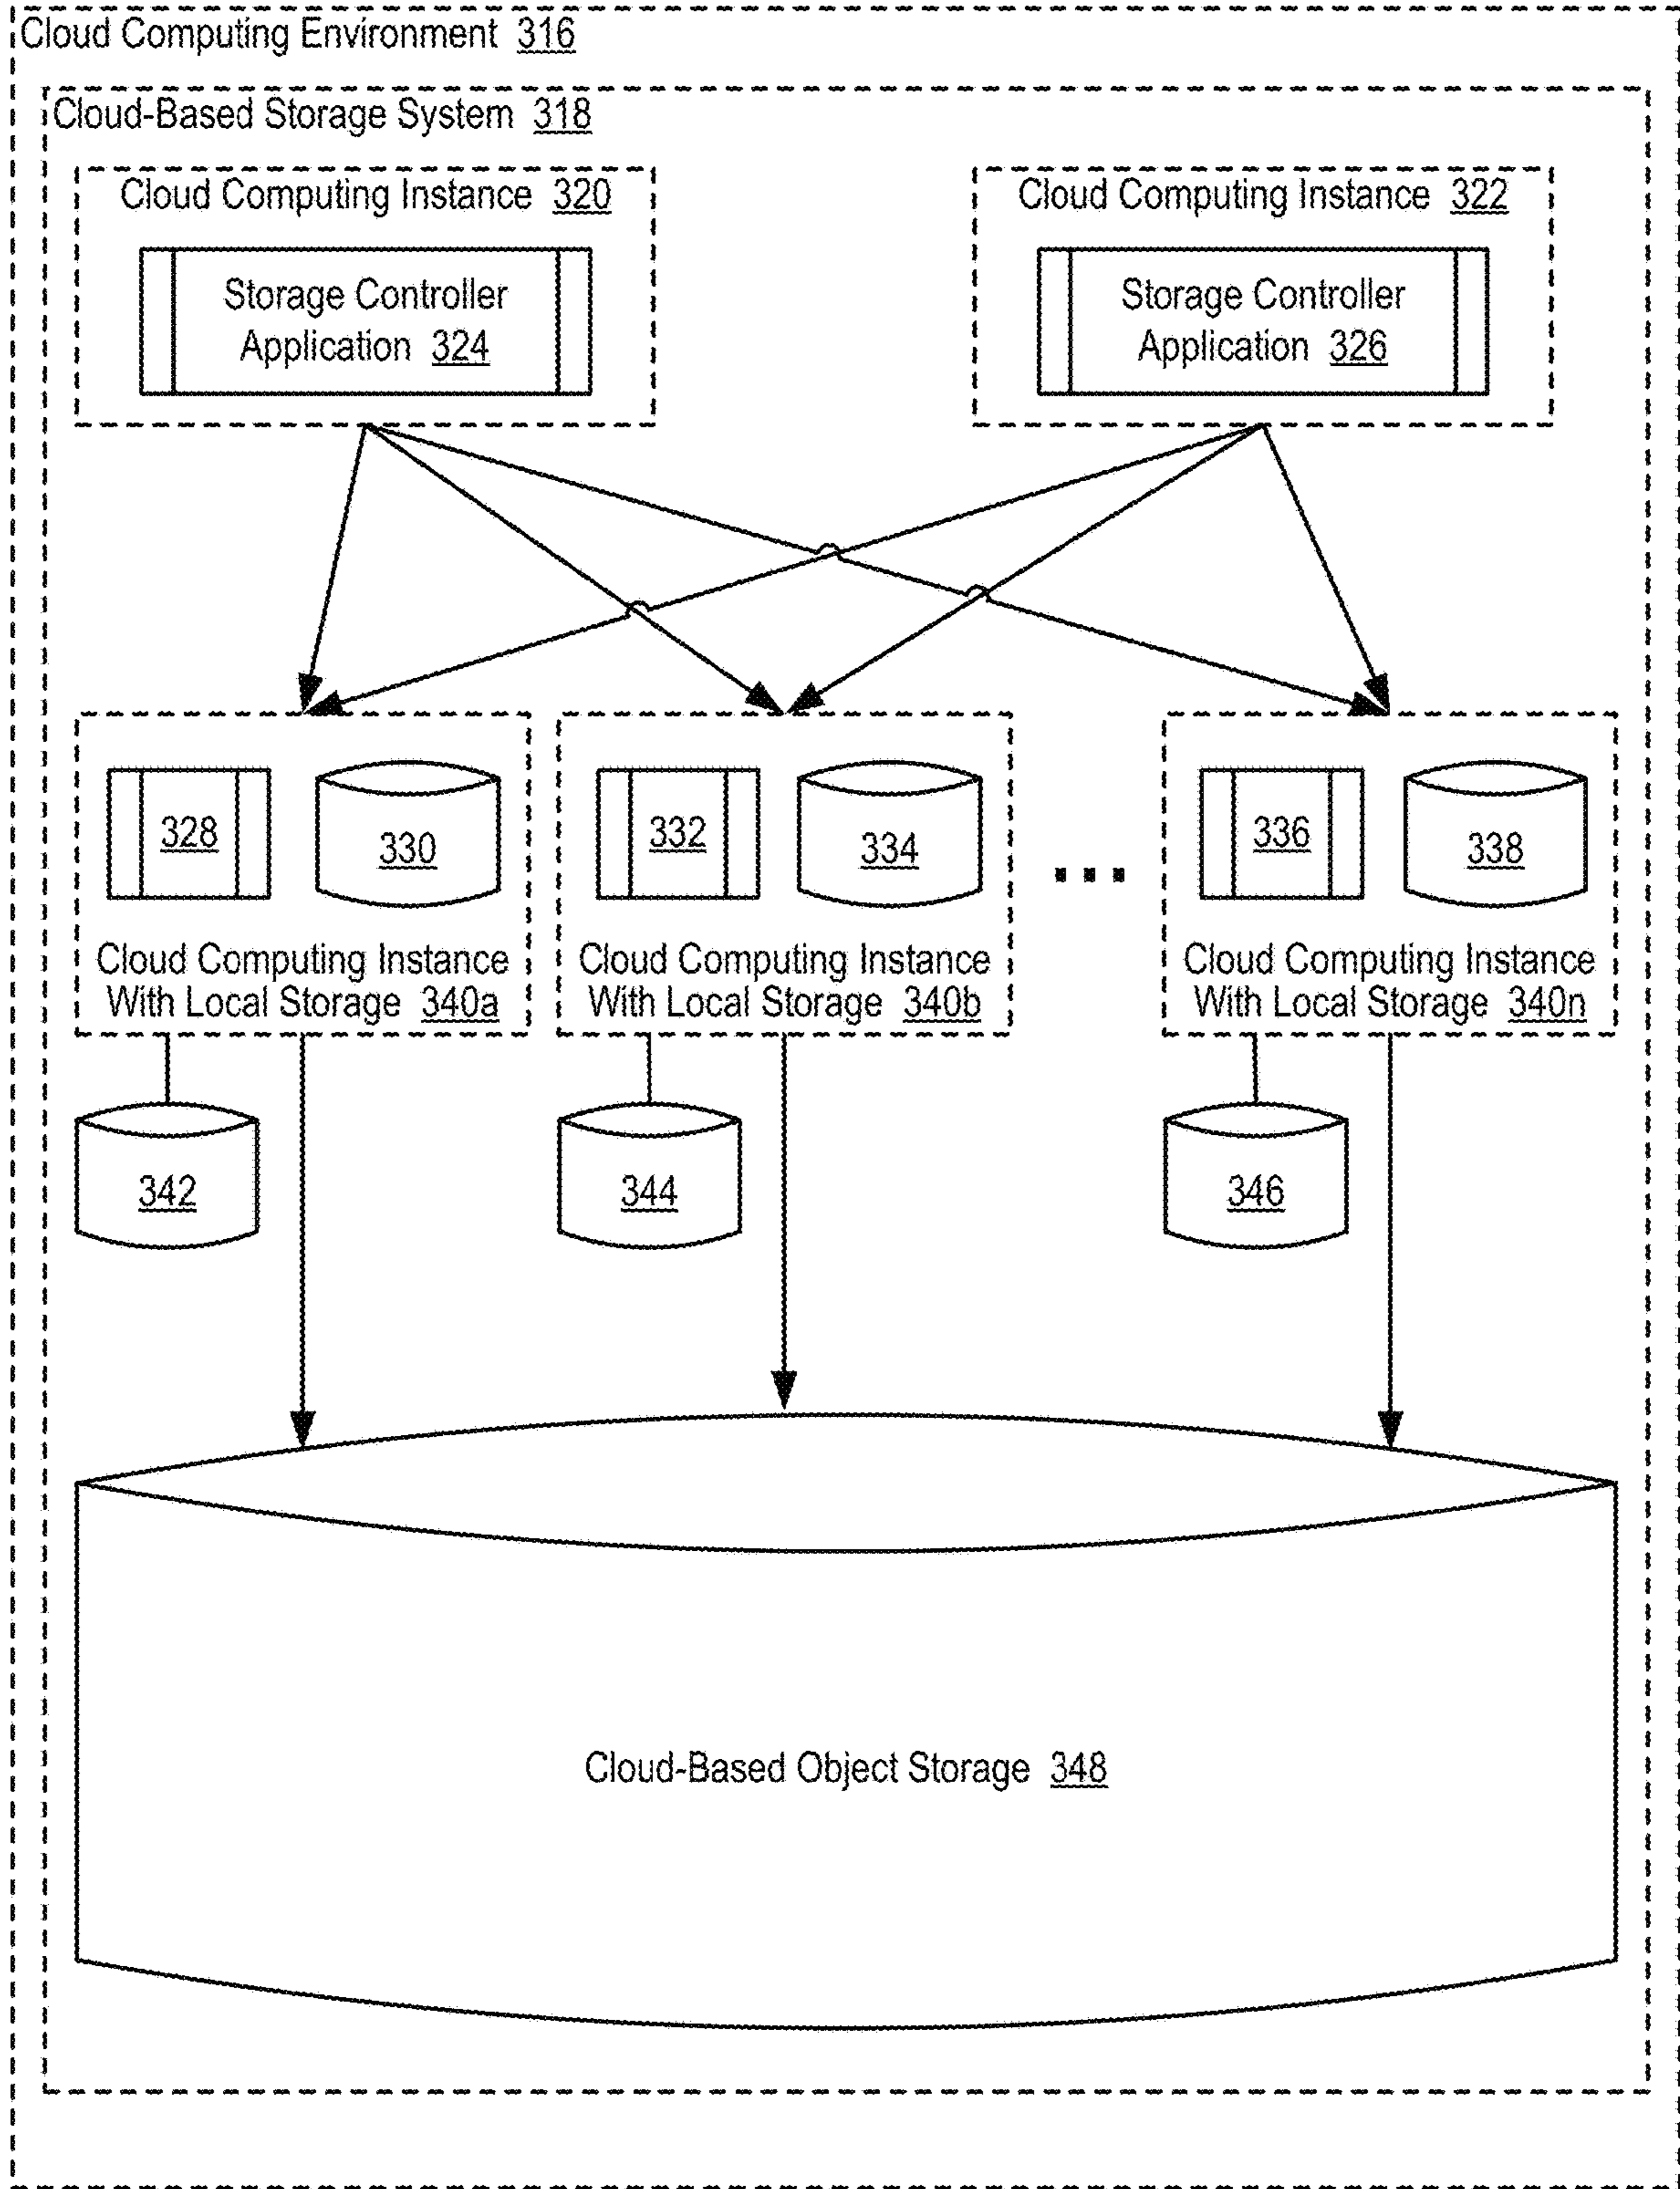 Cloud Computing Environment 316
Cloud-Based Storage System 318
Cloud Computing Instance 320
Storage Controller
Application 324
Cloud Computing Instance 322
Storage Controller
Application 326
328
330
Cloud Computing Instance
With Local Storage 340a
332
334
Cloud Computing Instance
With Local Storage 340b
...
336
338
Cloud Computing Instance
With Local Storage 340n
342
344
346
Cloud-Based Object Storage 348